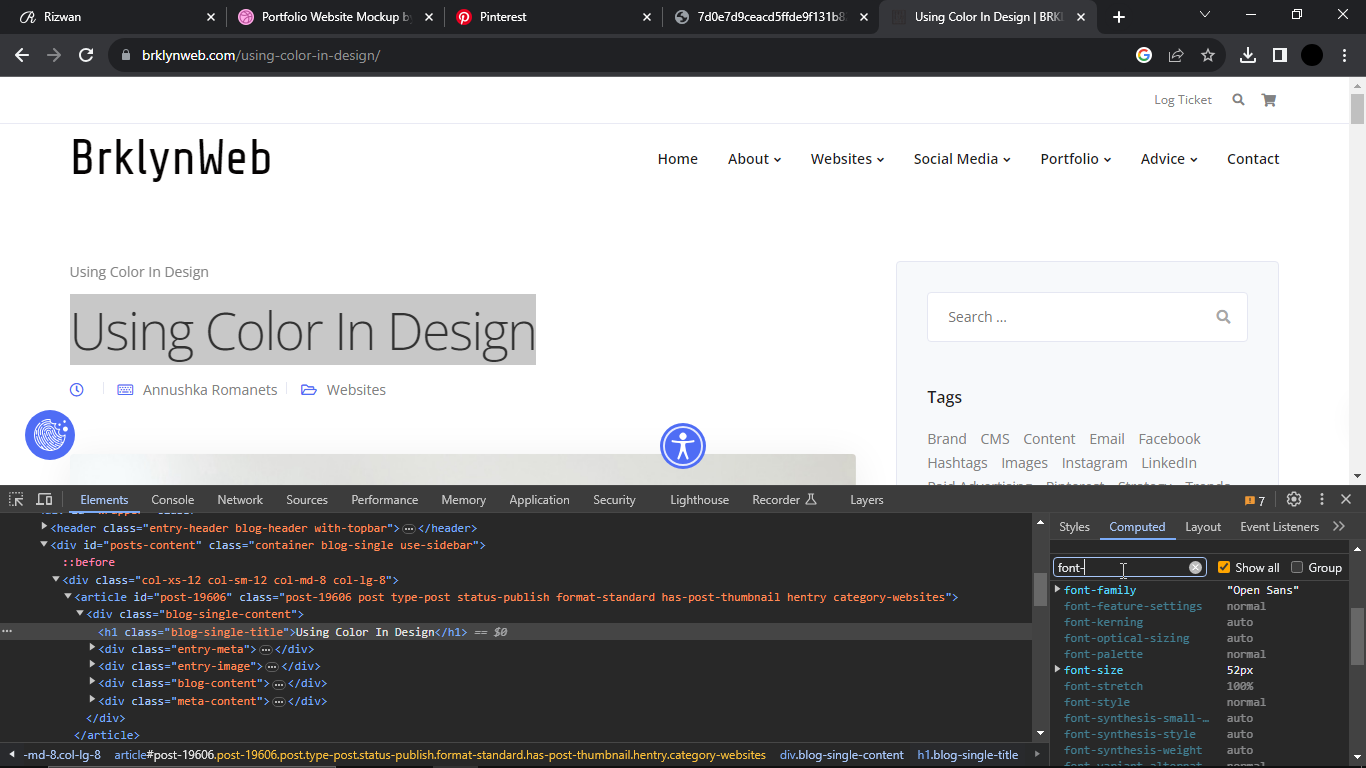 Rizwan
Portfolio Website Mockup by
Pinterest
7d0e7d9ceacd5ffde9f131b8
Using Color In Design | BRKL
brklynweb.com/using-color-in-design/
Log Ticket
BrklynWeb
Home About Websites Social Media Portfolio Advice Contact
Using Color In Design
Using Color In Design
Annushka Romanets Websites
Search ...
Tags
Brand CMS Content Email Facebook
Hashtags Images Instagram LinkedIn
Paid Advertising Pinterest Strategy Trends
Elements Console Network Sources Performance Memory Application Security Lighthouse Recorder Layers 7
<header class="entry-header blog-header with-topbar"> … </header>
<div id="posts-content" class="container blog-single use-sidebar">
::before
<div class="col-xs-12 col-sm-12 col-md-8 col-lg-8">
<article id="post-19606" class="post-19606 post type-post status-publish format-standard has-post-thumbnail hentry category-websites">
<div class="blog-single-content">
<h1 class="blog-single-title">Using Color In Design</h1> == $0
<div class="entry-meta"> … </div>
<div class="entry-image"> … </div>
<div class="blog-content"> … </div>
<div class="meta-content"> … </div>
</div>
</article>
-md-8.col-lg-8 article#post-19606.post-19606.post.type-post.status-publish.format-standard.has-post-thumbnail.hentry.category-websites div.blog-single-content h1.blog-single-title
Styles Computed Layout Event Listeners
font- Show all Group
font-family "Open Sans"
font-feature-settings normal
font-kerning auto
font-optical-sizing auto
font-palette normal
font-size 52px
font-stretch 100%
font-style normal
font-synthesis-small-… auto
font-synthesis-style auto
font-synthesis-weight auto
font-variant-alternat… normal